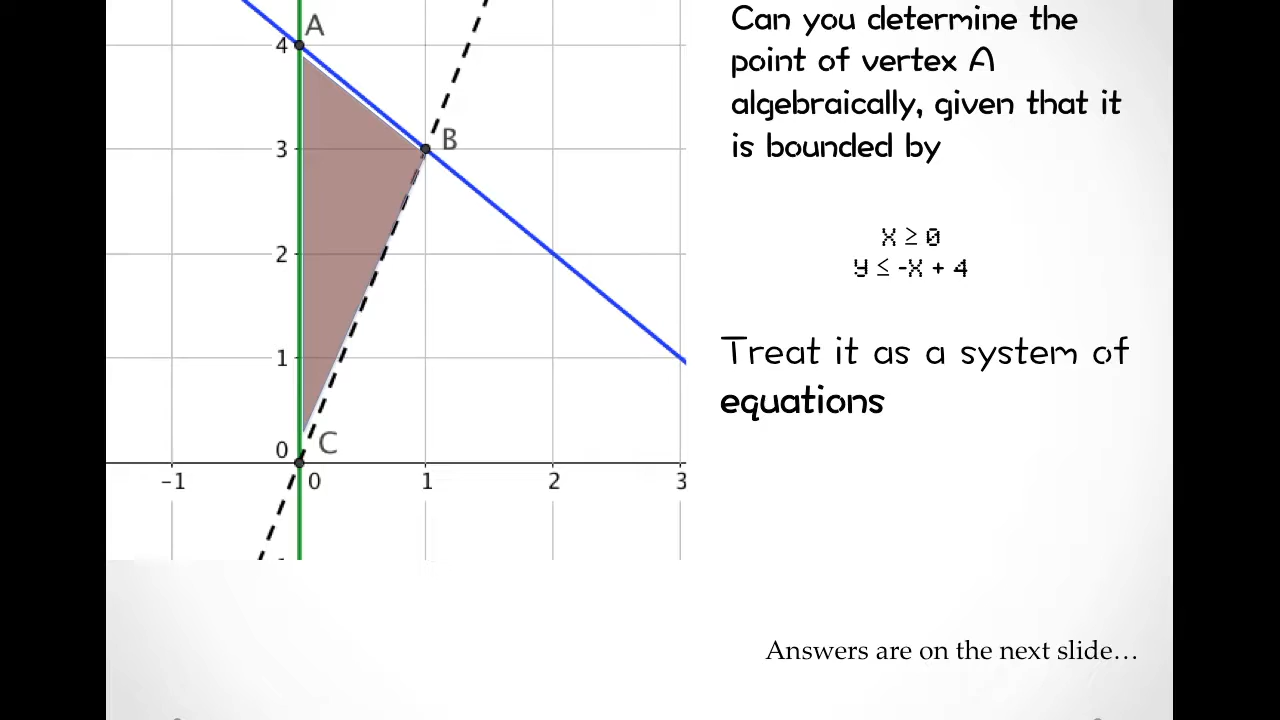 Can you determine the
point of vertex A
algebraically, given that it
is bounded by
x ≥ 0
y ≤ -x + 4
Treat it as a system of
equations
A
4
B
3
2
1
0
C
-1
0
1
2
3
Answers are on the next slide…